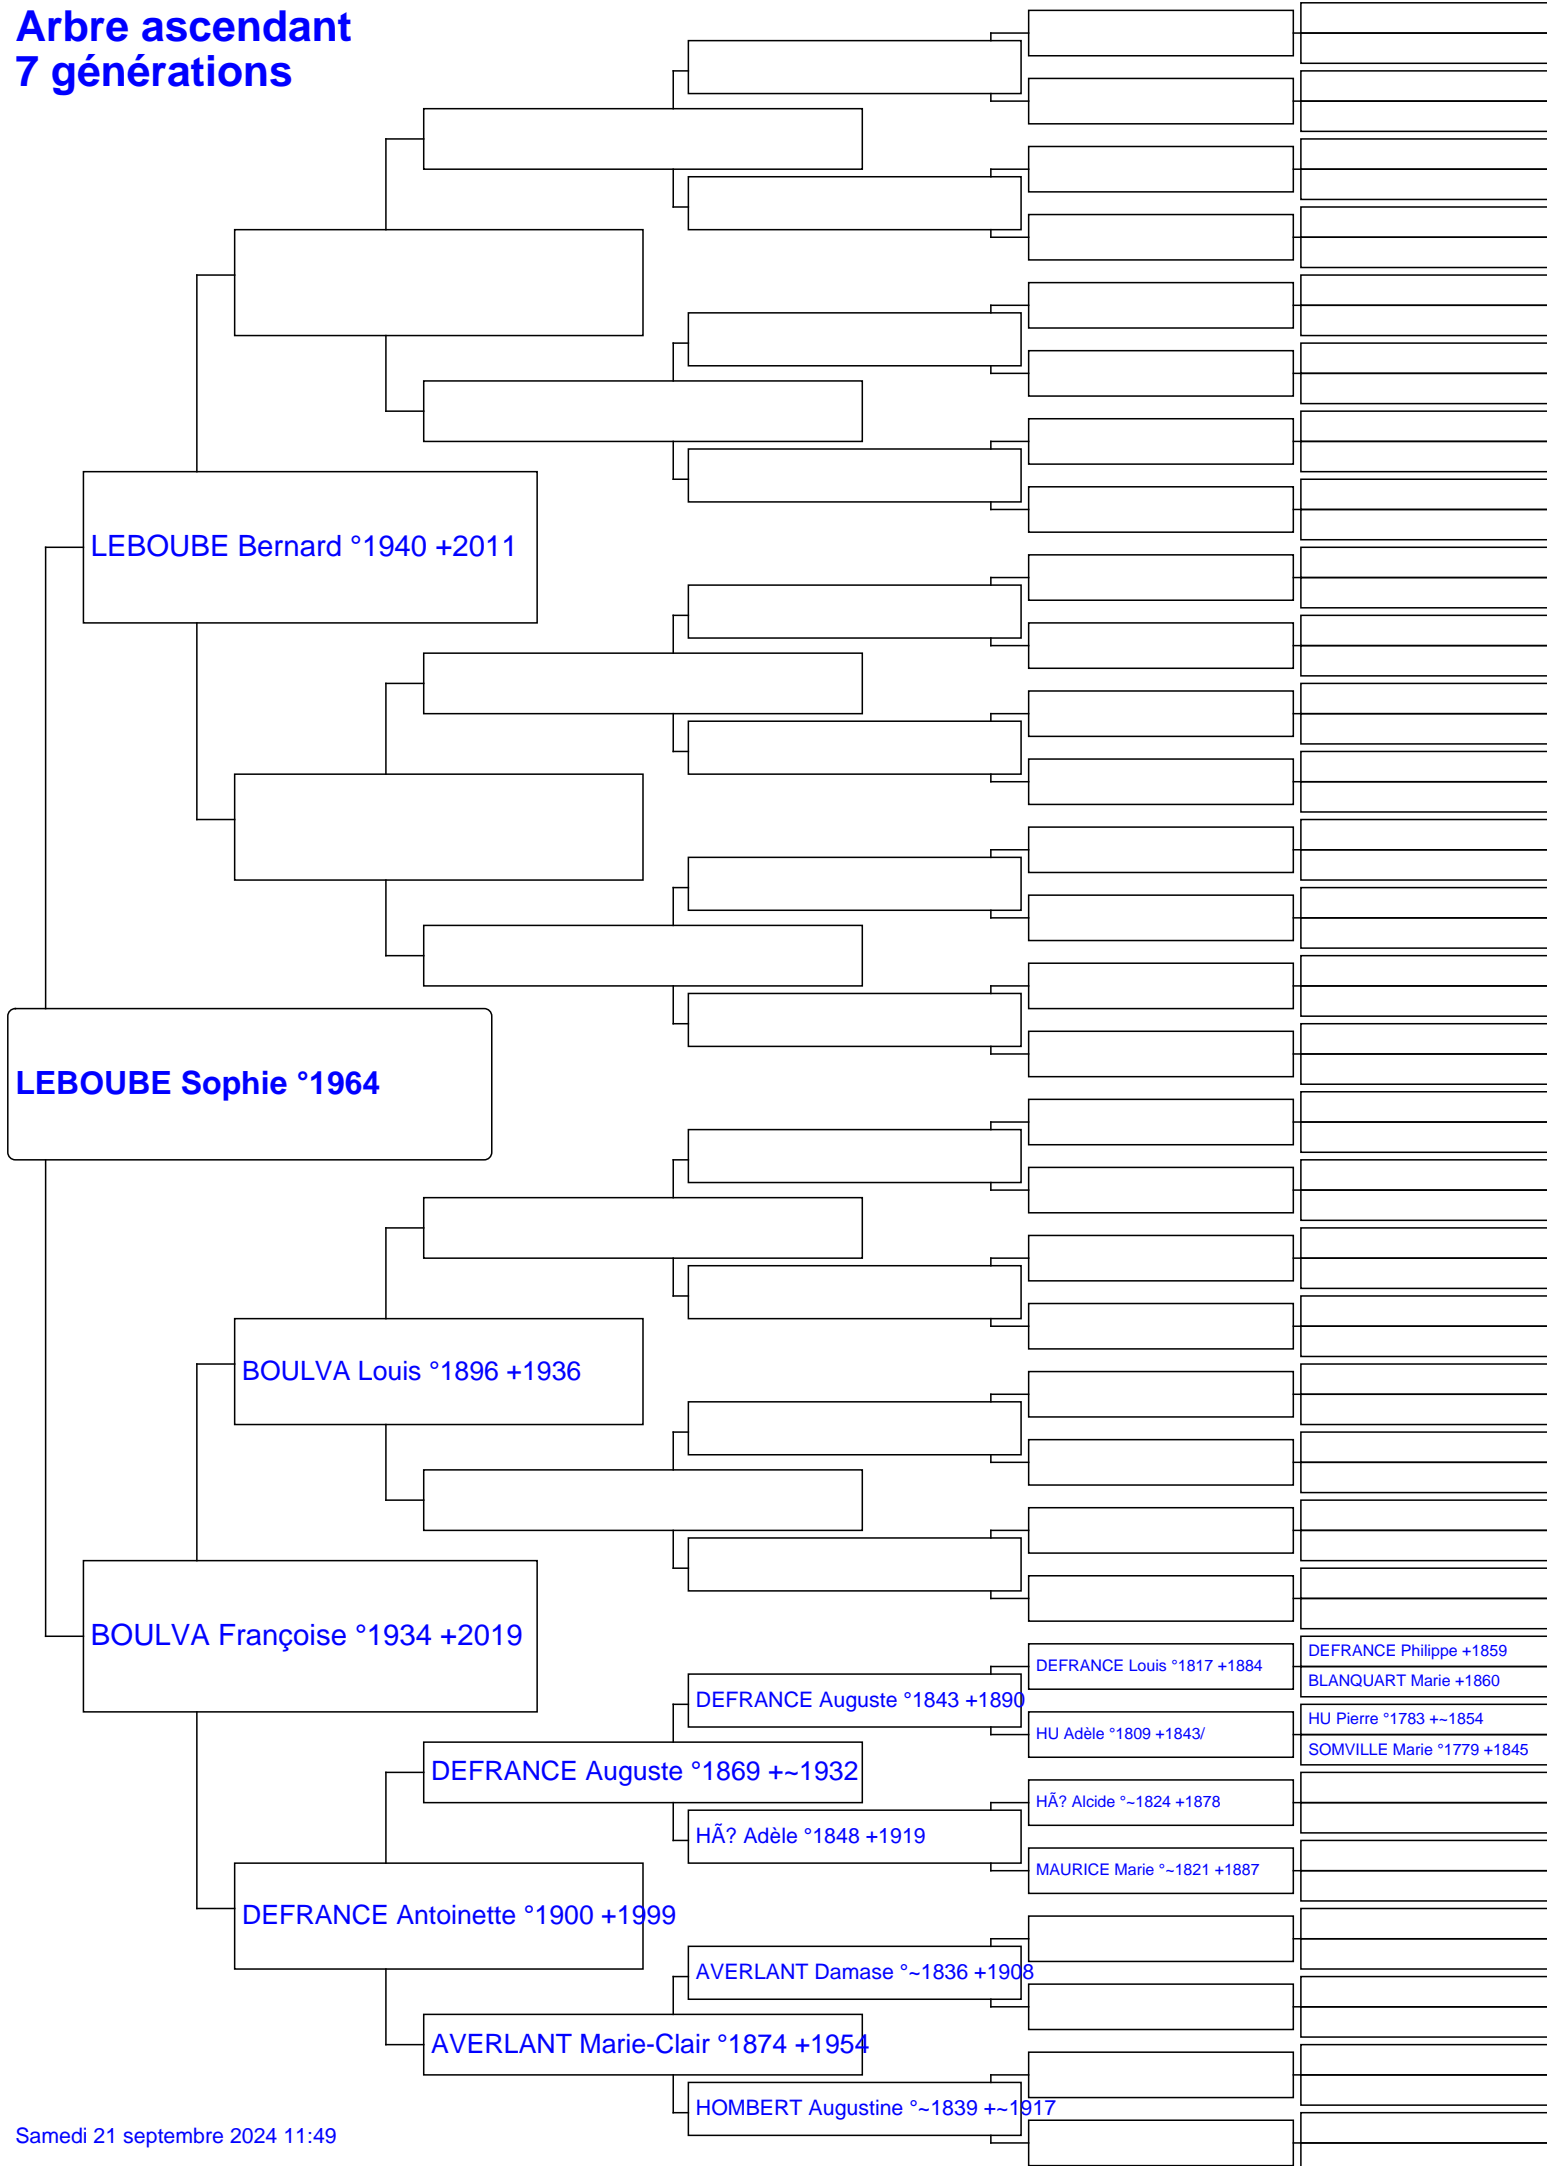 Arbre ascendant
7 générations
LEBOUBE Bernard °1940 +2011
LEBOUBE Sophie °1964
BOULVA Louis °1896 +1936
BOULVA Françoise °1934 +2019
DEFRANCE Philippe +1859
DEFRANCE Louis °1817 +1884
BLANQUART Marie +1860
DEFRANCE Auguste °1843 +1890
HU Pierre °1783 +~1854
HU Adèle °1809 +1843/
SOMVILLE Marie °1779 +1845
DEFRANCE Auguste °1869 +~1932
HÃ? Alcide °~1824 +1878
HÃ? Adèle °1848 +1919
MAURICE Marie °~1821 +1887
DEFRANCE Antoinette °1900 +1999
AVERLANT Damase °~1836 +1908
AVERLANT Marie-Clair °1874 +1954
HOMBERT Augustine °~1839 +~1917
Samedi 21 septembre 2024 11:49